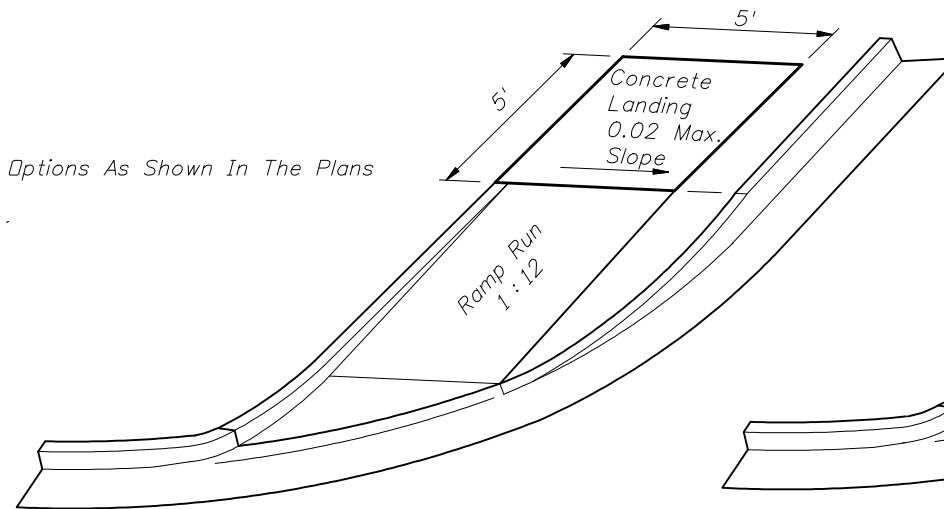 5'
5'
Concrete
Landing
0.02 Max.
Slope
Options As Shown In The Plans
Ramp Run
1 : 12